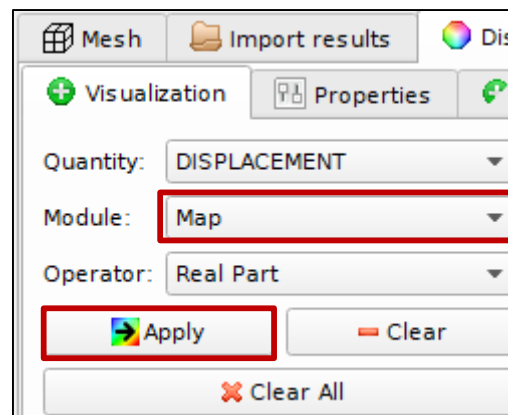 Mesh Import results Dis
Visualization Properties
Quantity: DISPLACEMENT
Module: Map
Operator: Real Part
Apply Clear
Clear All